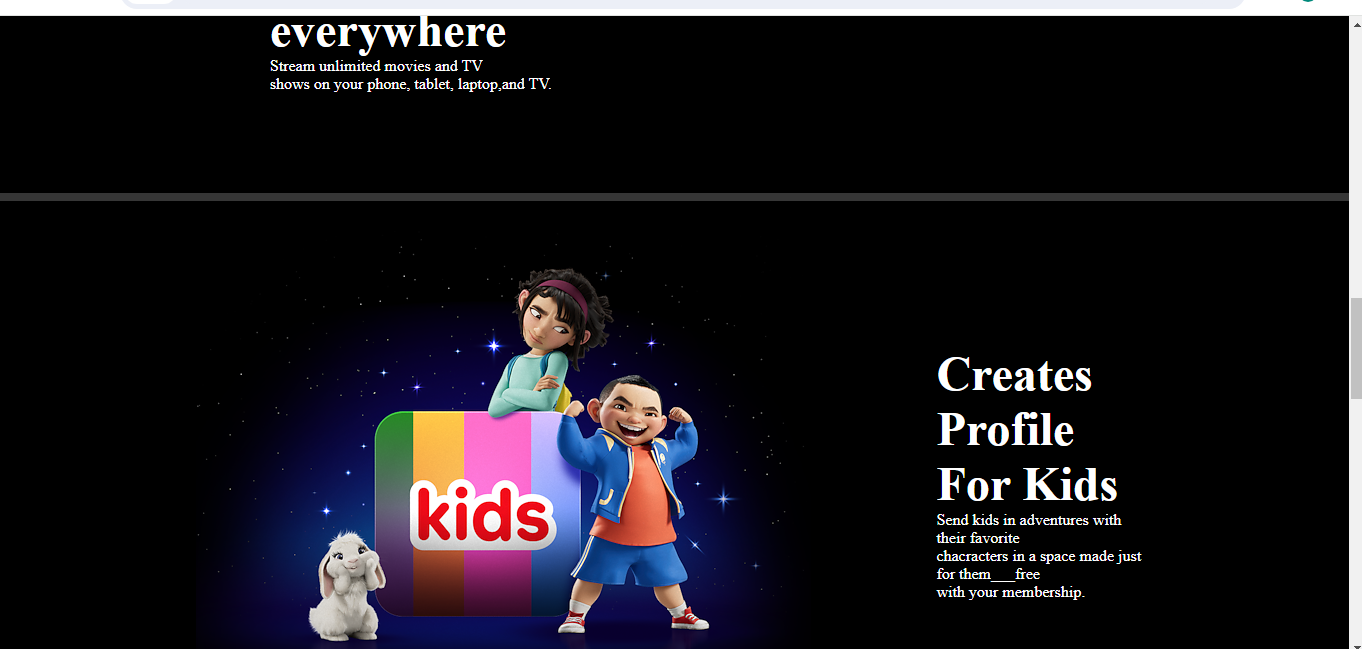 everywhere
Stream unlimited movies and TV
shows on your phone, tablet, laptop,and TV.
kids
Creates
Profile
For Kids
Send kids in adventures with
their favorite
chacracters in a space made just
for them___free
with your membership.